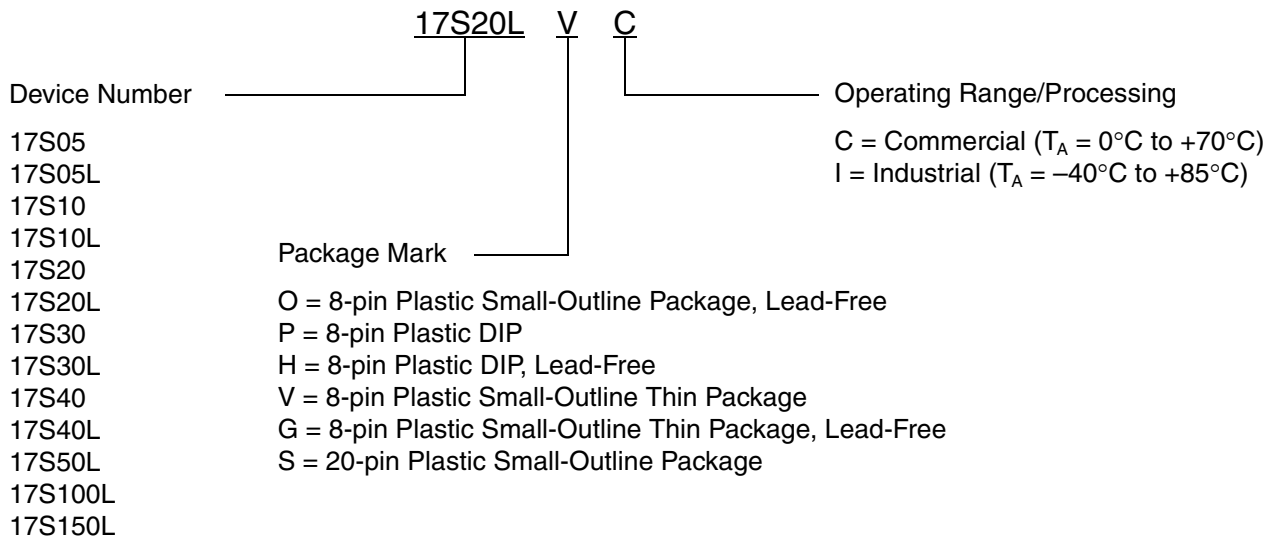 17S20L V C
Device Number
17S05
17S05L
17S10
17S10L
17S20
17S20L
17S30
17S30L
17S40
17S40L
17S50L
17S100L
17S150L
Package Mark
O = 8-pin Plastic Small-Outline Package, Lead-Free
P = 8-pin Plastic DIP
H = 8-pin Plastic DIP, Lead-Free
V = 8-pin Plastic Small-Outline Thin Package
G = 8-pin Plastic Small-Outline Thin Package, Lead-Free
S = 20-pin Plastic Small-Outline Package
Operating Range/Processing
C = Commercial (T_A = 0°C to +70°C)
I = Industrial (T_A = –40°C to +85°C)